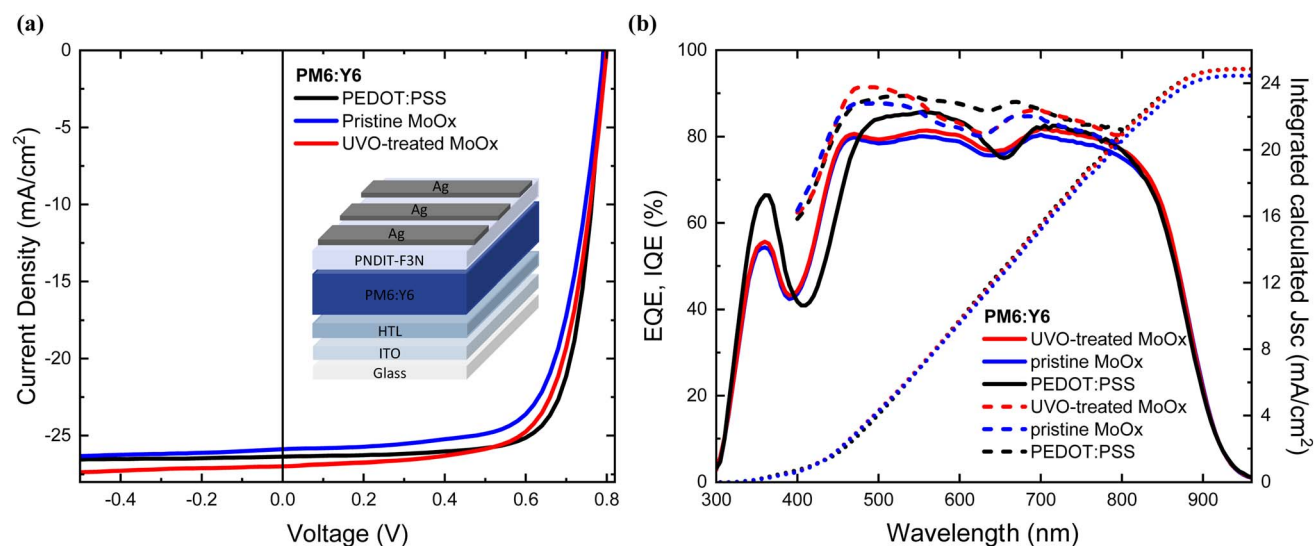 (a)
0
-5
-10
-15
-20
-25
Current Density (mA/cm²)
-0.4
-0.2
0.0
0.2
0.4
0.6
0.8
Voltage (V)
PM6:Y6
PEDOT:PSS
Pristine MoOx
UVO-treated MoOx
Ag
Ag
Ag
PNDIT-F3N
PM6:Y6
HTL
ITO
Glass
(b)
100
80
60
40
20
0
EQE, IQE (%)
300
400
500
600
700
800
900
Wavelength (nm)
24
20
16
12
8
4
0
Integrated calculated Jsc (mA/cm²)
PM6:Y6
UVO-treated MoOx
pristine MoOx
PEDOT:PSS
UVO-treated MoOx
pristine MoOx
PEDOT:PSS